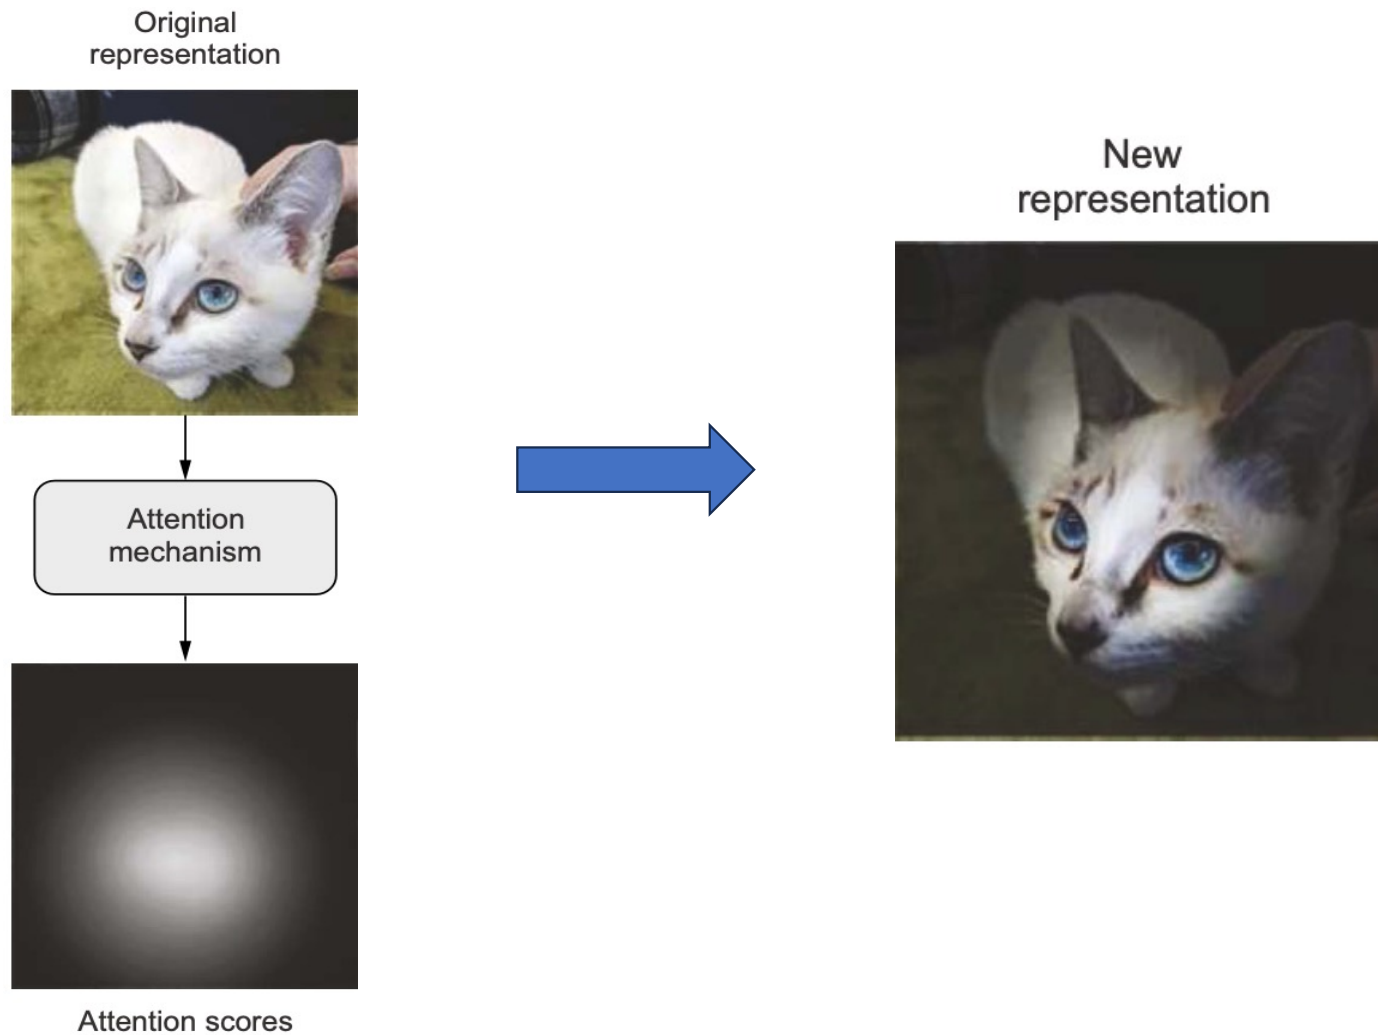 Original
representation
Attention
mechanism
Attention scores
New
representation